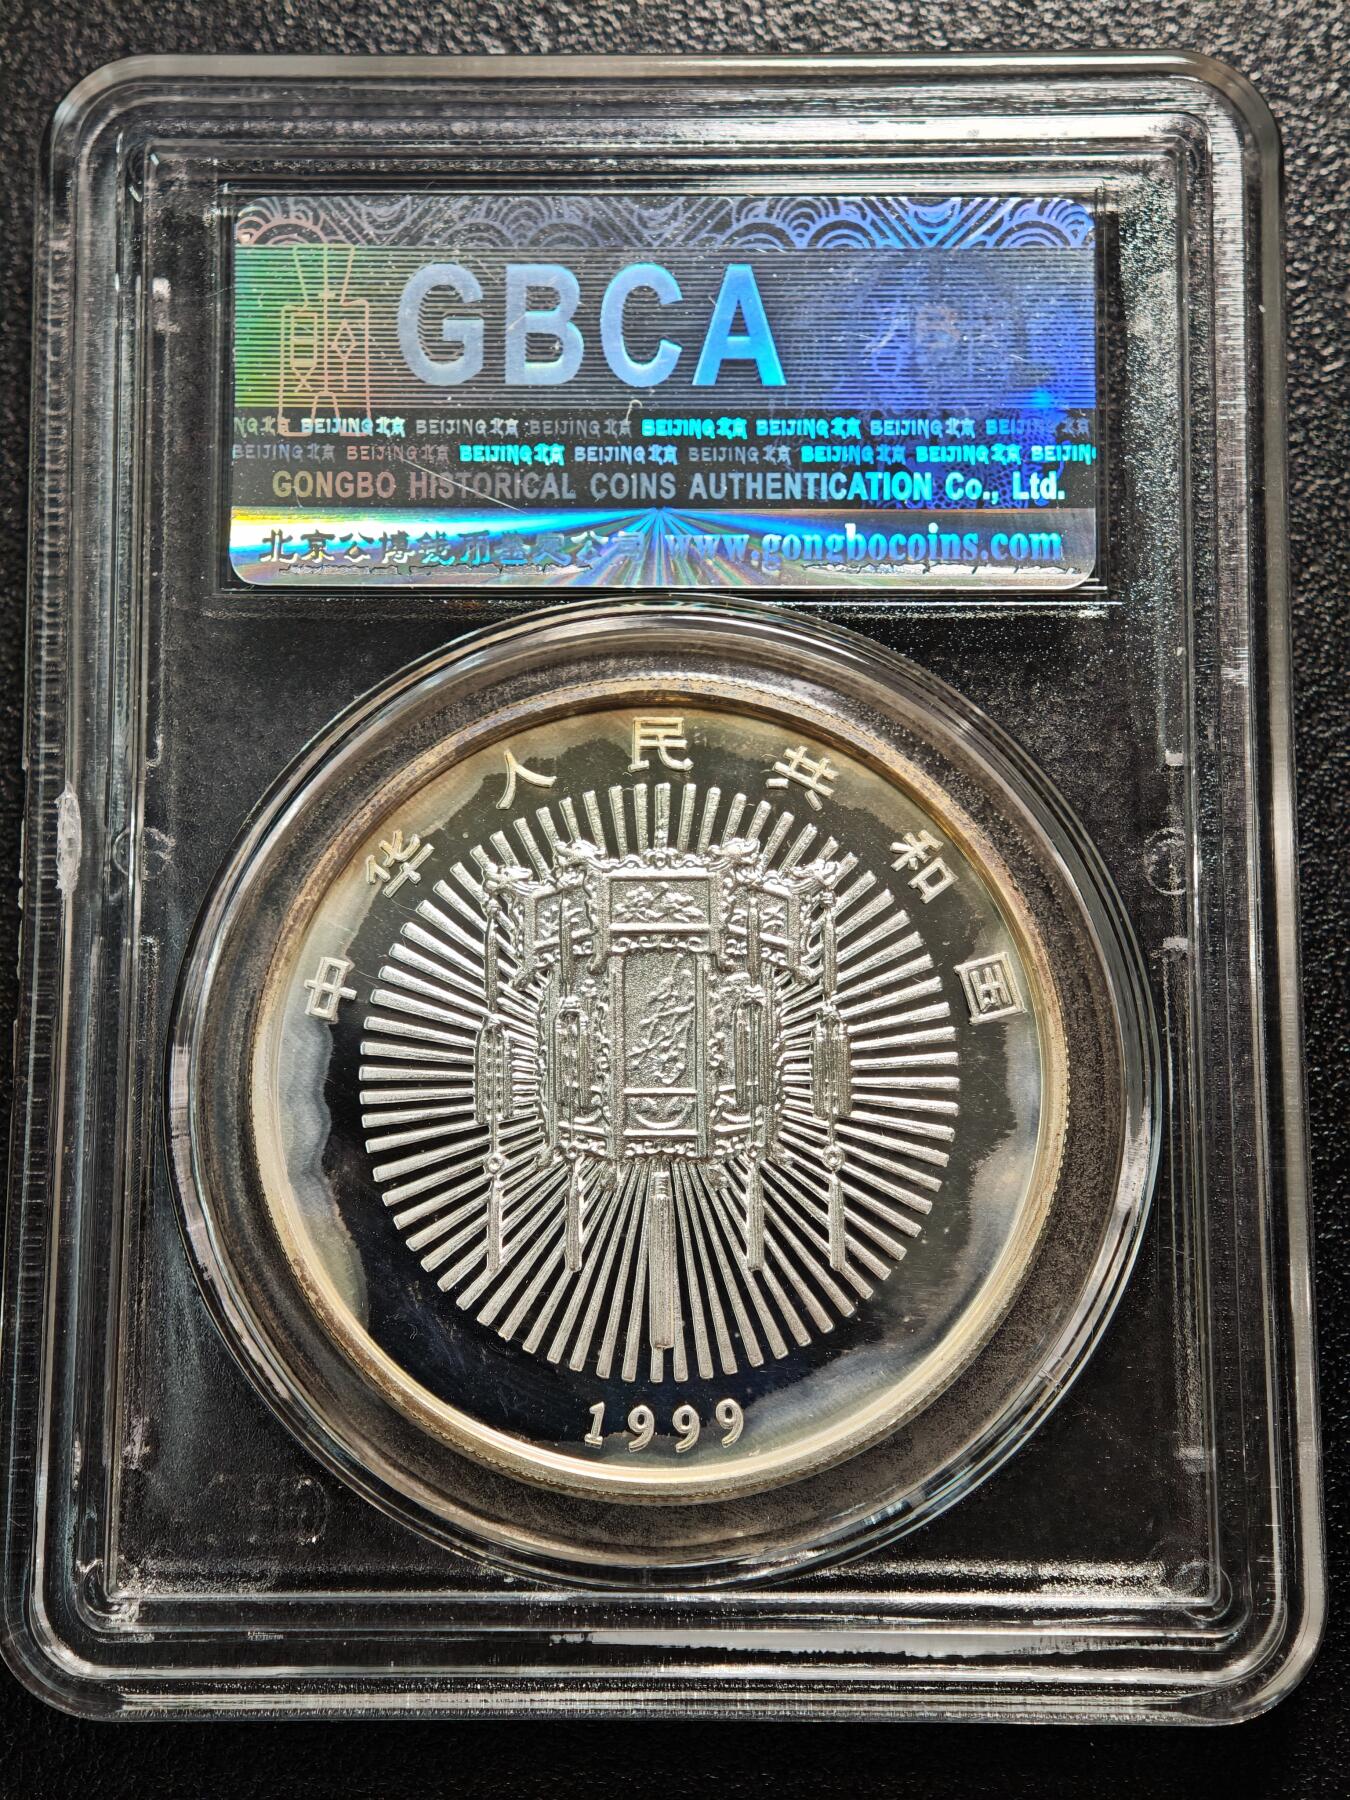 GBCA
NG北京 BEIJING北京 BEIJING北京 BEIJING北京 BEIJING北京 BEIJING北京 BEIJING北京 BEIJING
BEIJING北京 BEIJING北京 BEIJING北京 BEIJING北京 BEIJING北京 BEIJING北京 BEIJING北京 BEIJIN
GONGBO HISTORICAL COINS AUTHENTICATION Co., Ltd.
北京公博钱币鉴定公司 www.gongbocoins.com
中华人民共和国
1999